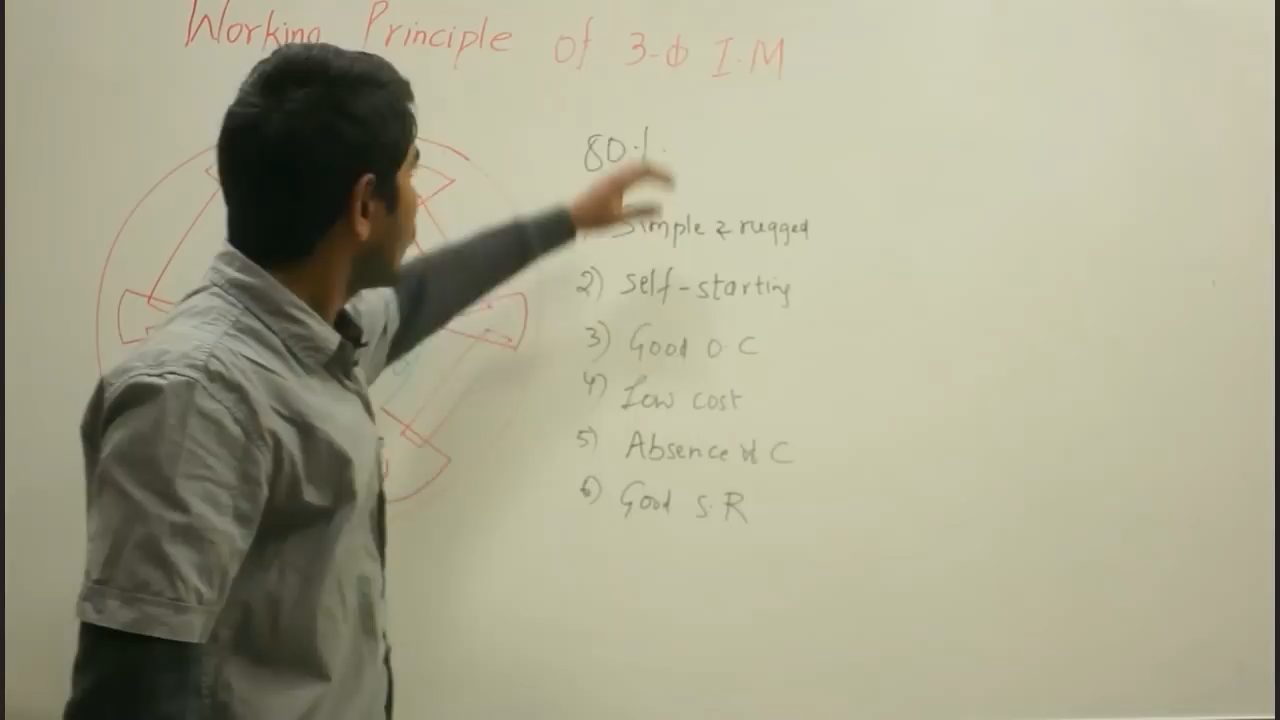 Working Principle of 3-Φ I.M
80%
Simple & rugged
2) Self-starting
3) Good O C
4) Low cost
5) Absence of C
6) Good S.R